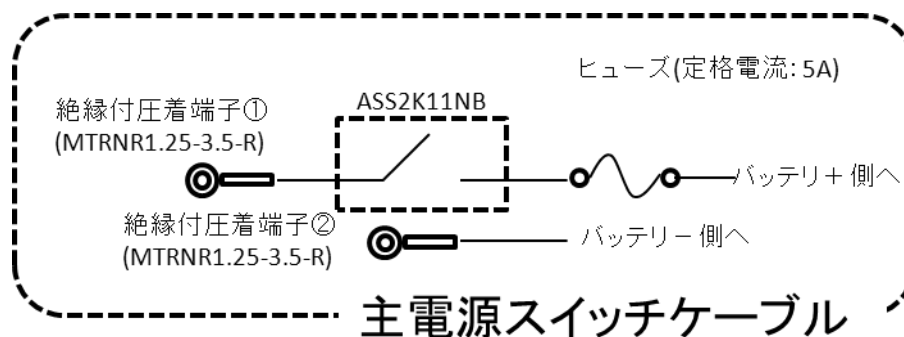 ヒューズ(定格電流: 5A)
絶縁付圧着端子①
(MTRNR1.25-3.5-R)
ASS2K11NB
バッテリ+側へ
絶縁付圧着端子②
(MTRNR1.25-3.5-R)
バッテリー側へ
主電源スイッチケーブル